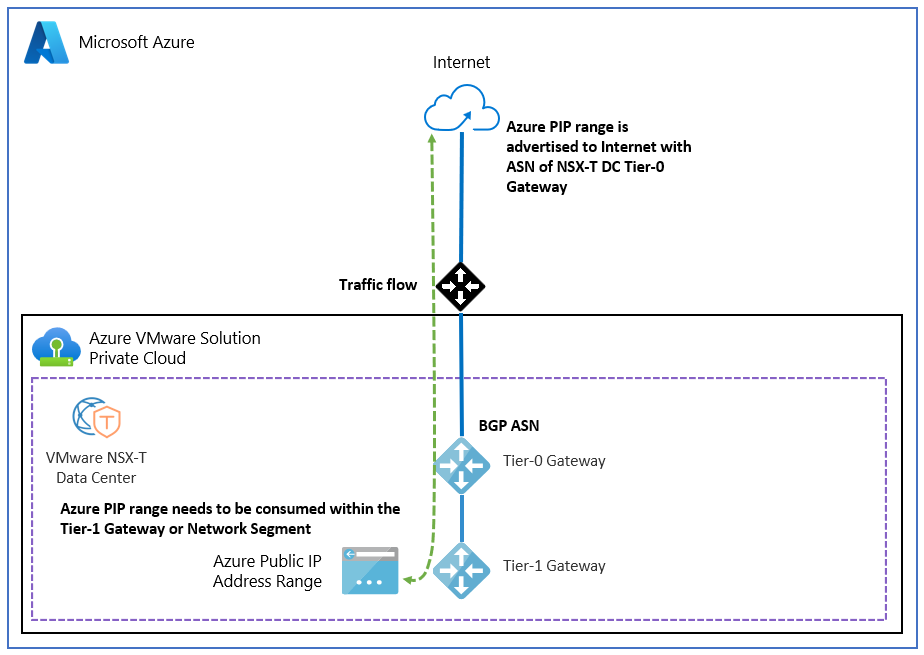 Microsoft Azure
Internet
Azure PIP range is
advertised to Internet with
ASN of NSX-T DC Tier-0
Gateway
Traffic flow
Azure VMware Solution
Private Cloud
T
VMware NSX-T
Data Center
BGP ASN
Tier-0 Gateway
Azure PIP range needs to be consumed within the
Tier-1 Gateway or Network Segment
Azure Public IP
Address Range
Tier-1 Gateway